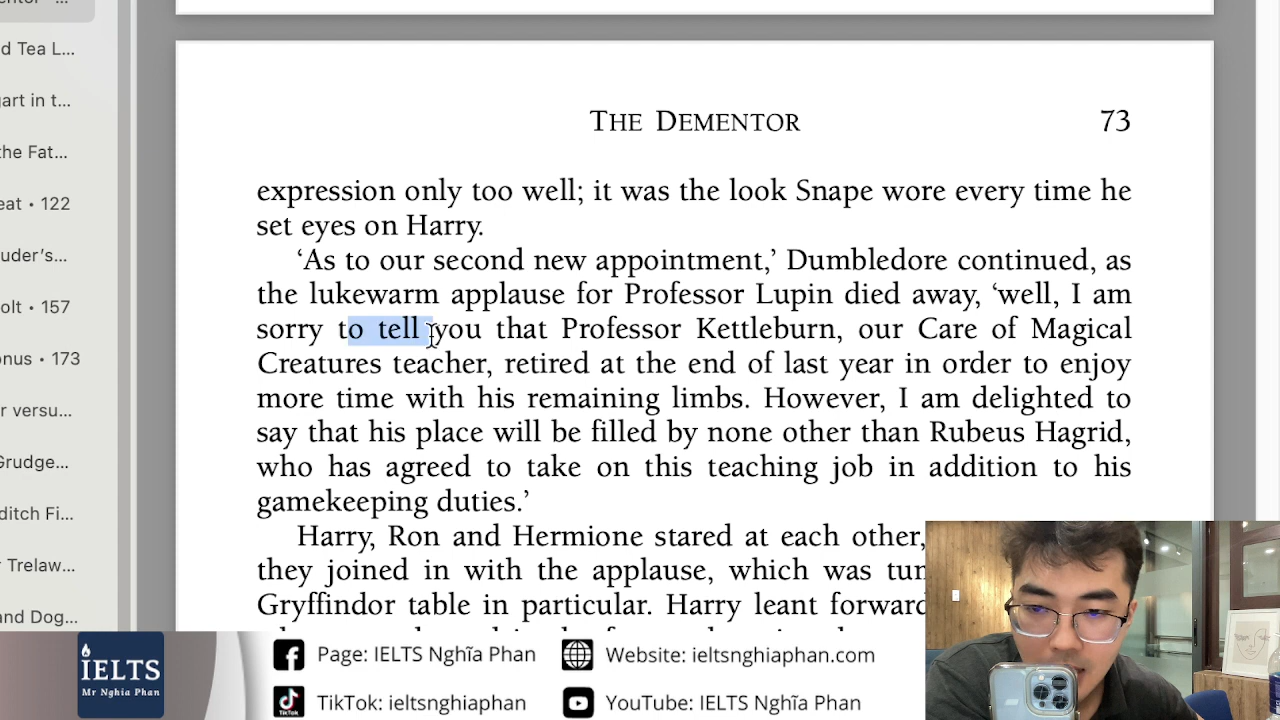 THE DEMENTOR 73
expression only too well; it was the look Snape wore every time he
set eyes on Harry.
‘As to our second new appointment,’ Dumbledore continued, as
the lukewarm applause for Professor Lupin died away, ‘well, I am
sorry to tell you that Professor Kettleburn, our Care of Magical
Creatures teacher, retired at the end of last year in order to enjoy
more time with his remaining limbs. However, I am delighted to
say that his place will be filled by none other than Rubeus Hagrid,
who has agreed to take on this teaching job in addition to his
gamekeeping duties.’
Harry, Ron and Hermione stared at each other,
they joined in with the applause, which was
Gryffindor table in particular. Harry leant forward
d Tea L...
art in t...
the Fat...
eat • 122
uder’s...
olt • 157
onus • 173
r versu...
Grudge...
ditch Fi...
Trelaw...
and Dog...
IELTS
Mr Nghia Phan
Page: IELTS Nghĩa Phan
Website: ieltsnghiaphan.com
TikTok: ieltsnghiaphan
YouTube: IELTS Nghĩa Phan